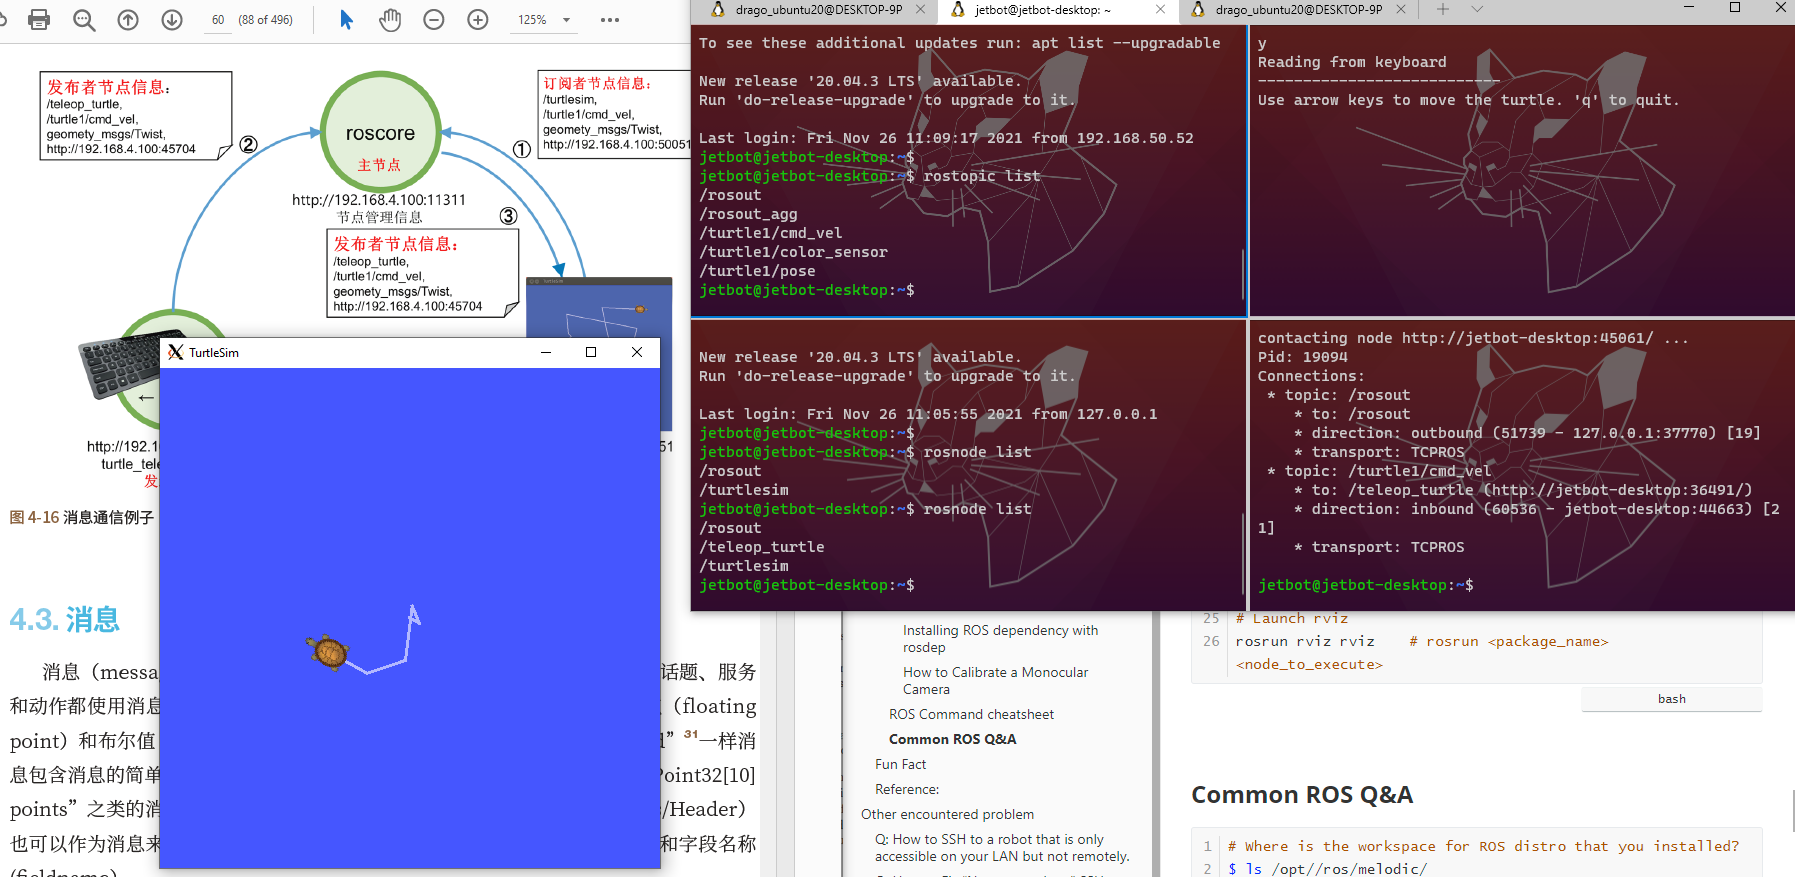 60
(88 of 496)
125%
发布者节点信息：
/teleop_turtle,
/turtle1/cmd_vel,
geomety_msgs/Twist,
http://192.168.4.100:45704
②
roscore
主节点
http://192.168.4.100:11311
节点管理信息
①
订阅者节点信息：
/turtlesim,
/turtle1/cmd_vel,
geomety_msgs/Twist,
http://192.168.4.100:50051
③
发布者节点信息：
/teleop_turtle,
/turtle1/cmd_vel,
geomety_msgs/Twist,
http://192.168.4.100:45704
turtlesim
←
http://192.1
51
turtle_tele
发
图 4-16 消息通信例子
TurtleSim
4.3. 消息
消息（messa
话题、服务
和动作都使用消息
（floating
point）和布尔值
”31一样消
息包含消息的简单
Point32[10]
points”之类的消
s/Header）
也可以作为消息来
和字段名称
(fieldname)
drago_ubuntu20@DESKTOP-9P
jetbot@jetbot-desktop: ~
drago_ubuntu20@DESKTOP-9P
To see these additional updates run: apt list --upgradable
New release '20.04.3 LTS' available.
Run 'do-release-upgrade' to upgrade to it.
Last login: Fri Nov 26 11:09:17 2021 from 192.168.50.52
jetbot@jetbot-desktop:~$
jetbot@jetbot-desktop:~$ rostopic list
/rosout
/rosout_agg
/turtle1/cmd_vel
/turtle1/color_sensor
/turtle1/pose
jetbot@jetbot-desktop:~$
y
Reading from keyboard
---------------------------
Use arrow keys to move the turtle. 'q' to quit.
New release '20.04.3 LTS' available.
Run 'do-release-upgrade' to upgrade to it.
Last login: Fri Nov 26 11:05:55 2021 from 127.0.0.1
jetbot@jetbot-desktop:~$
jetbot@jetbot-desktop:~$ rosnode list
/rosout
/turtlesim
jetbot@jetbot-desktop:~$ rosnode list
/rosout
/teleop_turtle
/turtlesim
jetbot@jetbot-desktop:~$
contacting node http://jetbot-desktop:45061/ ...
Pid: 19094
Connections:
* topic: /rosout
* to: /rosout
* direction: outbound (51739 - 127.0.0.1:37770) [19]
* transport: TCPROS
* topic: /turtle1/cmd_vel
* to: /teleop_turtle (http://jetbot-desktop:36491/)
* direction: inbound (60536 - jetbot-desktop:44663) [2
1]
* transport: TCPROS
jetbot@jetbot-desktop:~$
Installing ROS dependency with
rosdep
How to Calibrate a Monocular
Camera
ROS Command cheatsheet
Common ROS Q&A
Fun Fact
Reference:
Other encountered problem
Q: How to SSH to a robot that is only
accessible on your LAN but not remotely.
25 # Launch rviz
26 rosrun rviz rviz # rosrun <package_name>
<node_to_execute>
bash
Common ROS Q&A
1 # Where is the workspace for ROS distro that you installed?
2 $ ls /opt//ros/melodic/